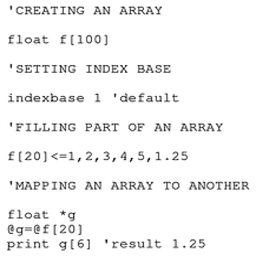 'CREATING AN ARRAY
float f[100]
'SETTING INDEX BASE
indexbase 1 'default
'FILLING PART OF AN ARRAY
f[20]<=1,2,3,4,5,1.25
'MAPPING AN ARRAY TO ANOTHER
float *g
@g=@f[20]
print g[6] 'result 1.25